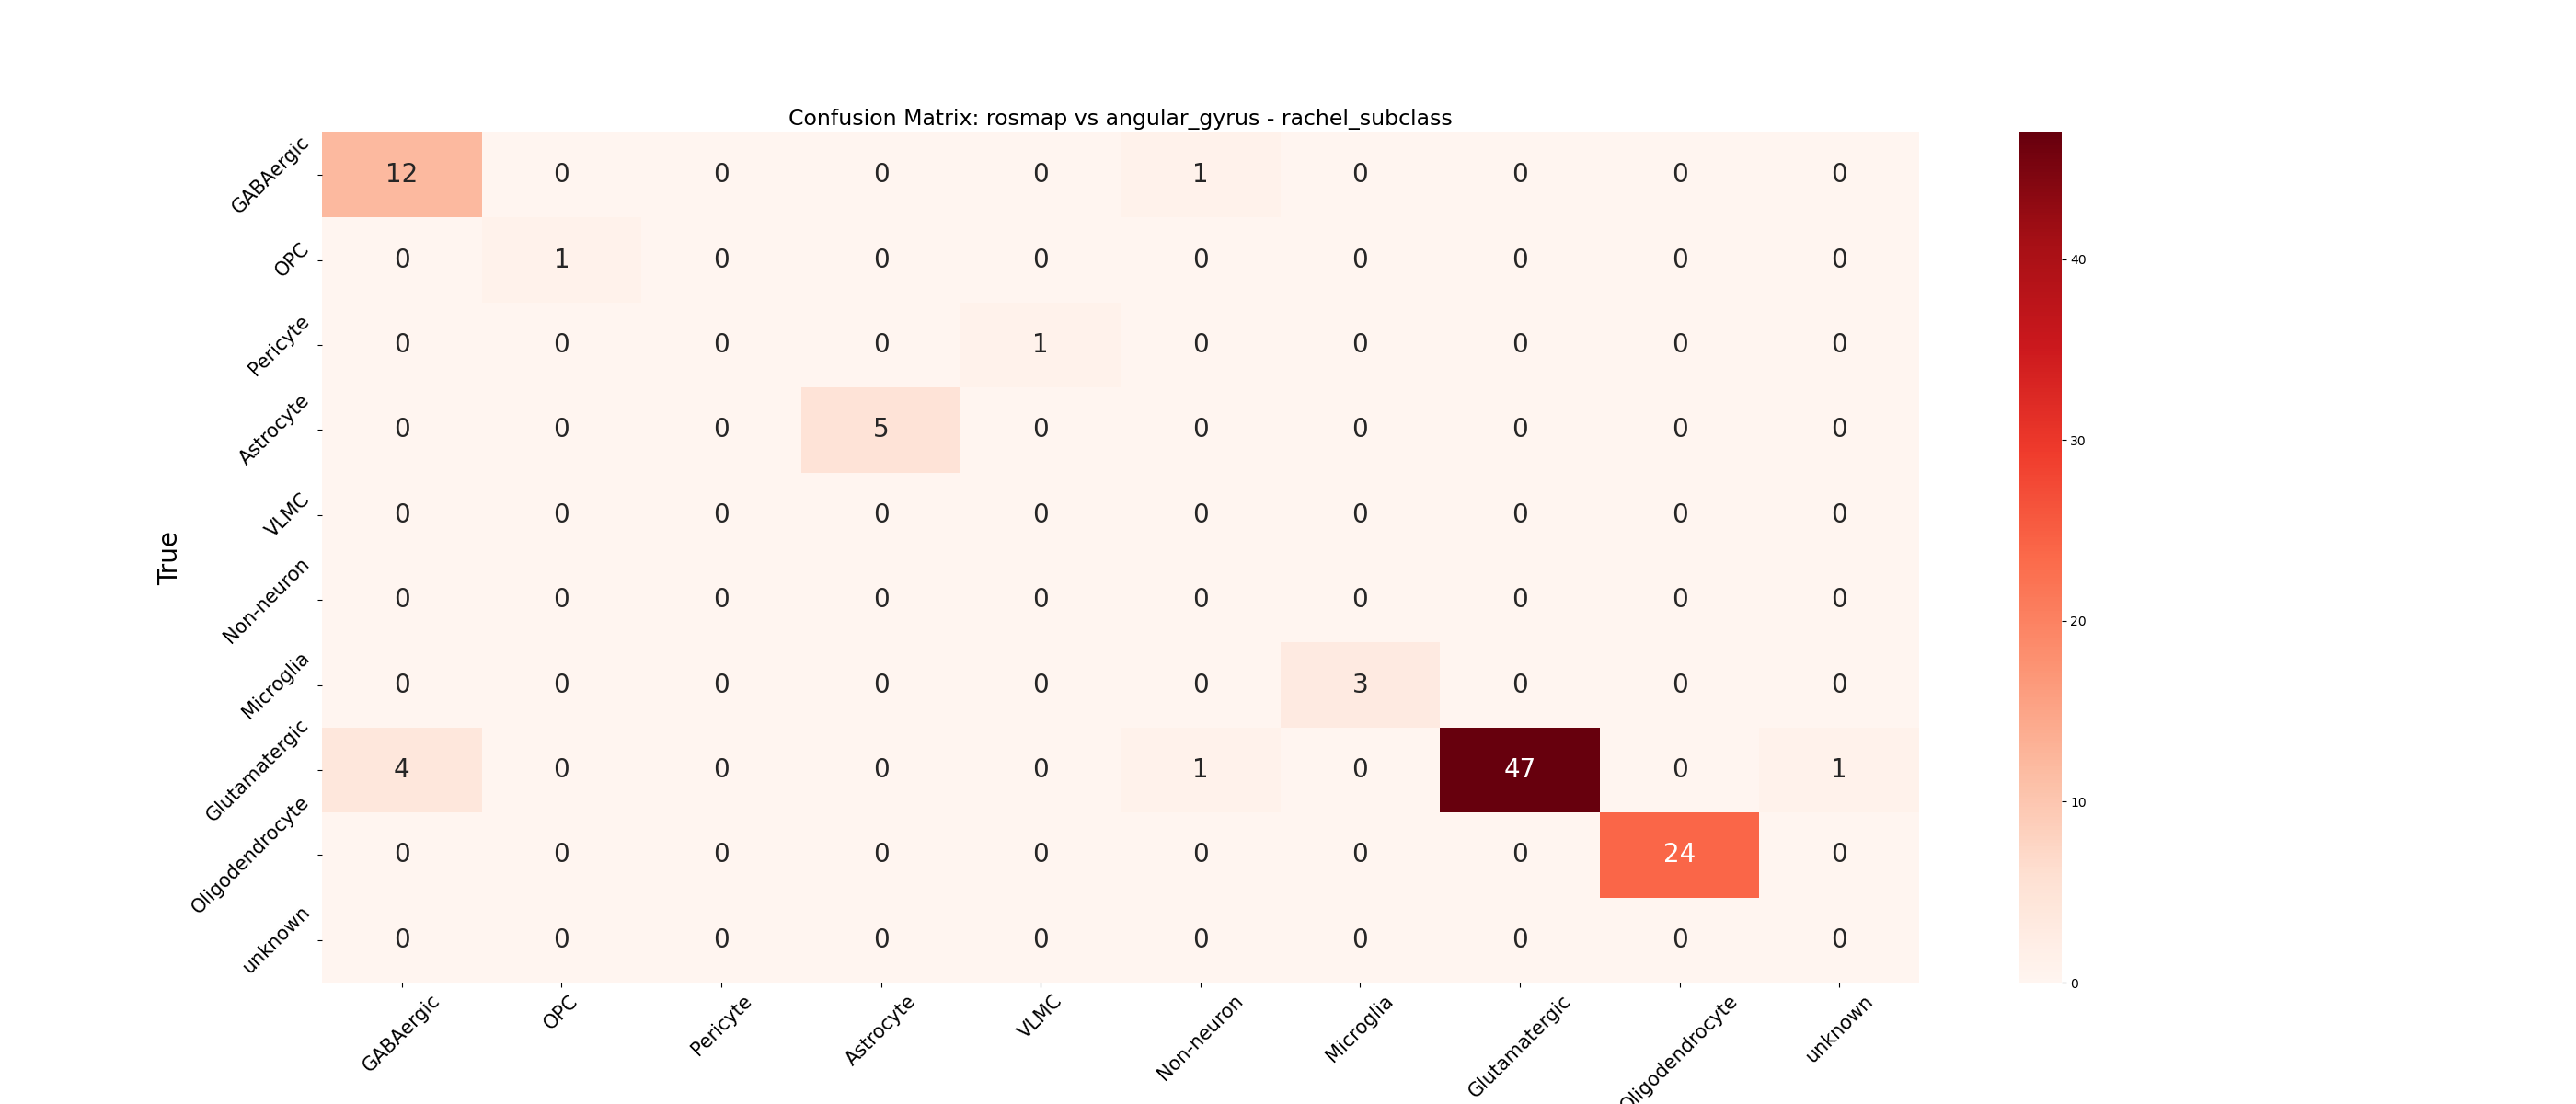 Confusion Matrix: rosmap vs angular_gyrus - rachel_subclass
True
GABAergic 12 0 0 0 0 1 0 0 0 0
OPC 0 1 0 0 0 0 0 0 0 0
Pericyte 0 0 0 0 1 0 0 0 0 0
Astrocyte 0 0 0 5 0 0 0 0 0 0
VLMC 0 0 0 0 0 0 0 0 0 0
Non-neuron 0 0 0 0 0 0 0 0 0 0
Microglia 0 0 0 0 0 0 3 0 0 0
Glutamatergic 4 0 0 0 0 1 0 47 0 1
Oligodendrocyte 0 0 0 0 0 0 0 0 24 0
unknown 0 0 0 0 0 0 0 0 0 0
GABAergic OPC Pericyte Astrocyte VLMC Non-neuron Microglia Glutamatergic Oligodendrocyte unknown
40
30
20
10
0